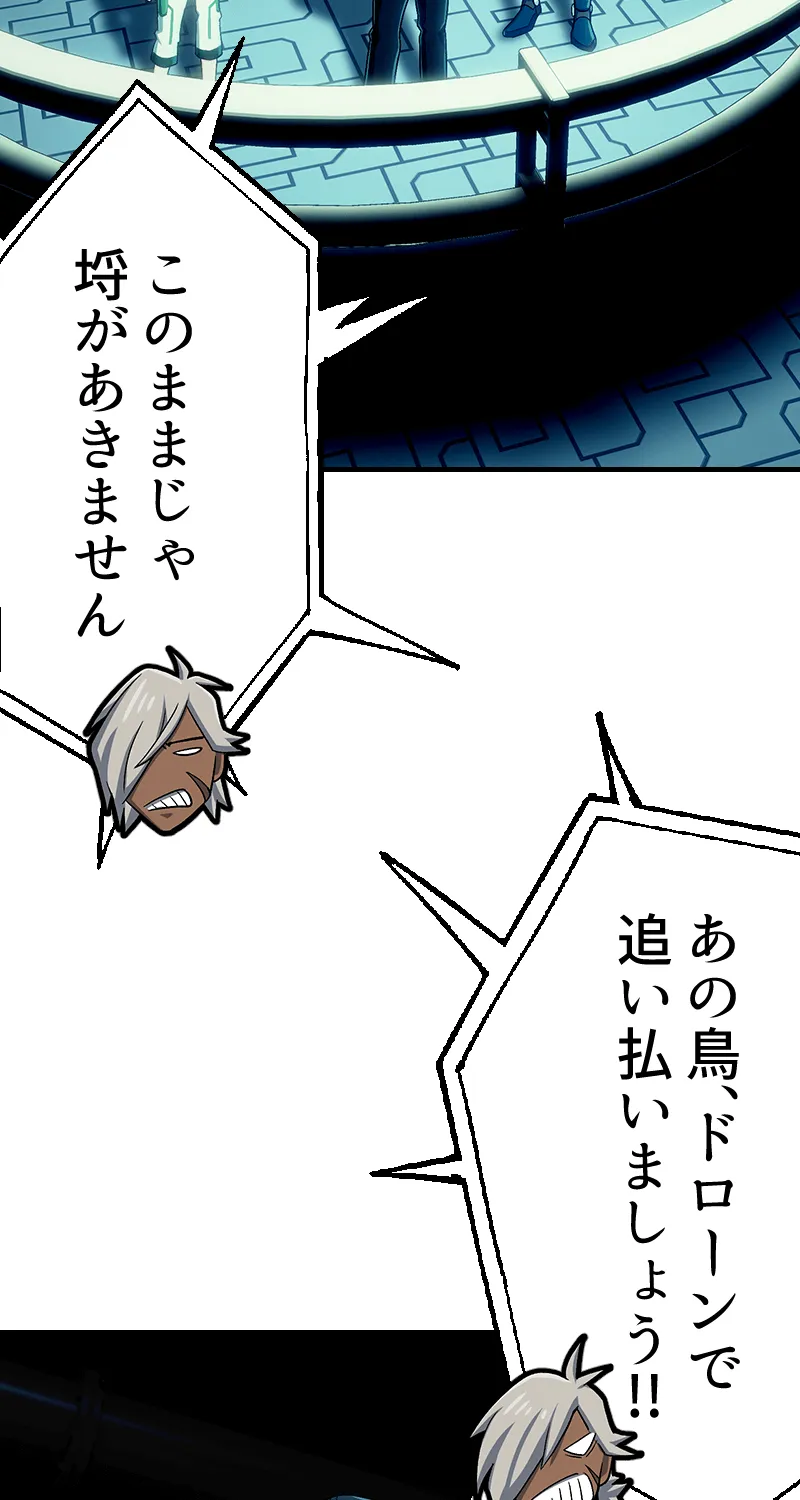 このままじゃ
埒があきません
あの鳥、ドローンで
追い払いましょう!!